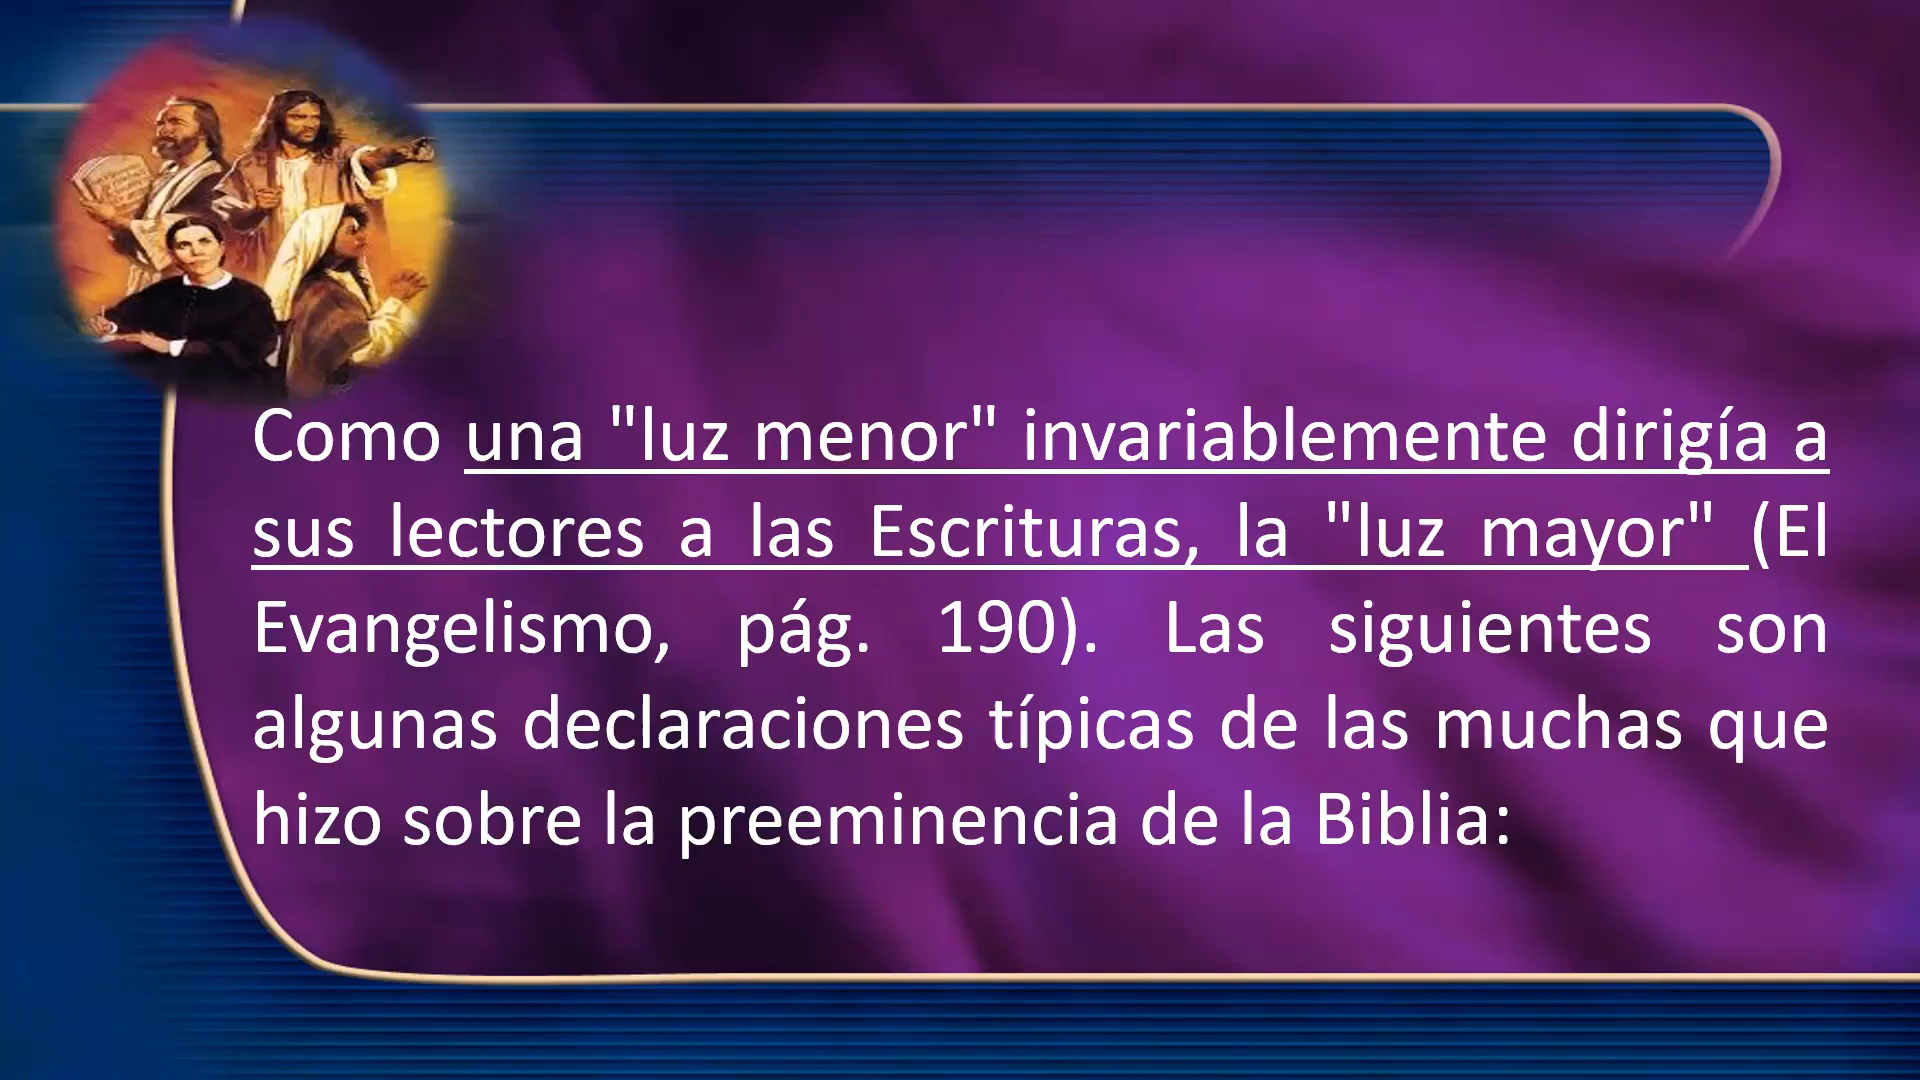 Como una "luz menor" invariablemente dirigía a
sus lectores a las Escrituras, la "luz mayor" (El
Evangelismo, pág. 190). Las siguientes son
algunas declaraciones típicas de las muchas que
hizo sobre la preeminencia de la Biblia: